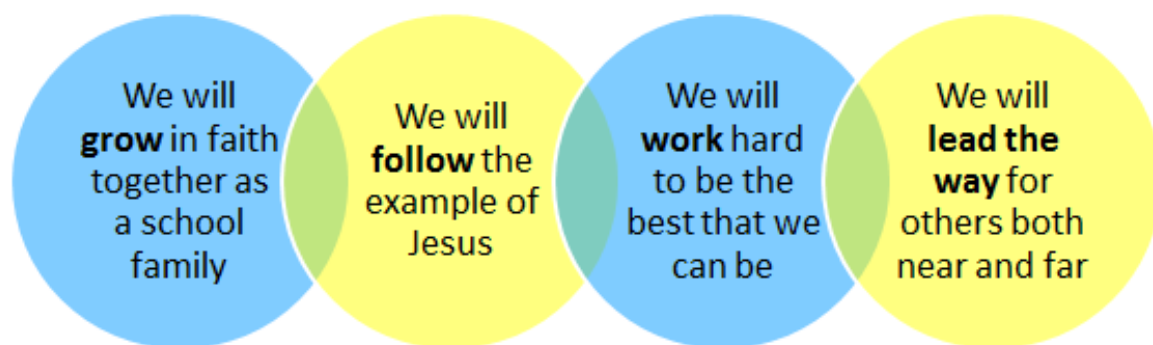 We will
grow in faith
together as
a school
family
We will
follow the
example of
Jesus
We will
work hard
to be the
best that we
can be
We will
lead the
way for
others both
near and far